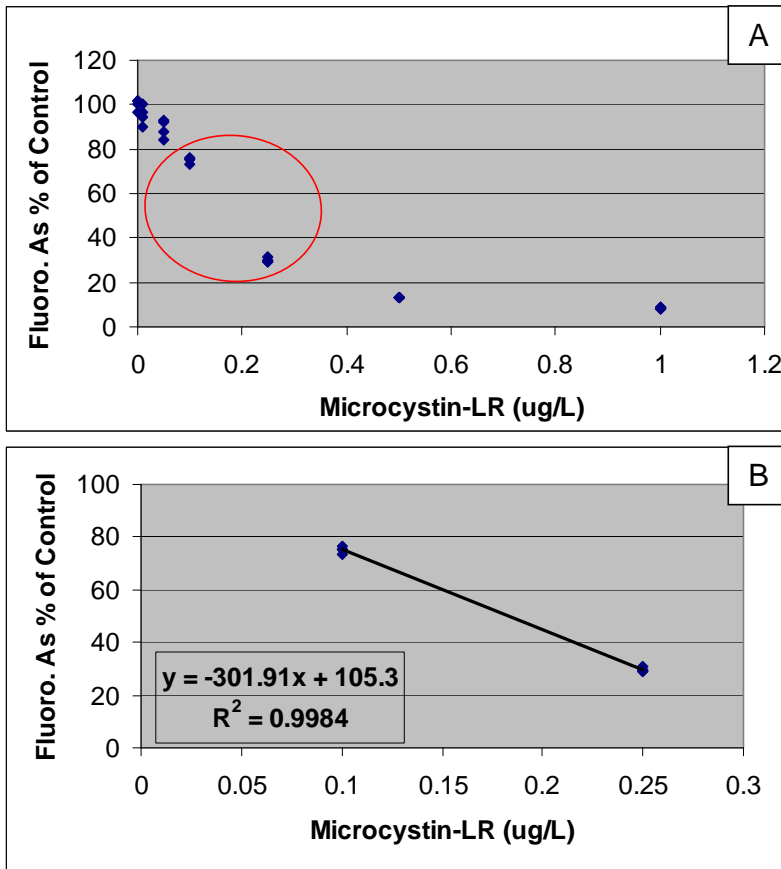 A
120
100
80
60
40
20
0
Fluoro. As % of Control
0 0.2 0.4 0.6 0.8 1 1.2
Microcystin-LR (ug/L)
B
100
80
60
40
20
0
Fluoro. As % of Control
y = -301.91x + 105.3
R² = 0.9984
0 0.05 0.1 0.15 0.2 0.25 0.3
Microcystin-LR (ug/L)